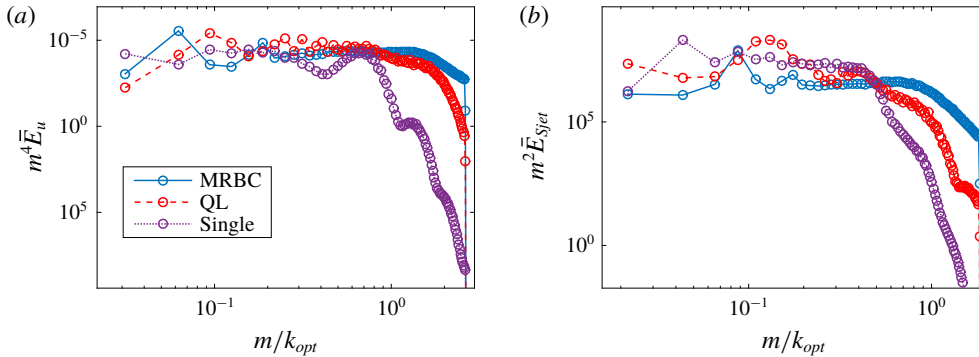 (a)
10⁻⁵
10⁰
10⁵
m⁴Ē_u
MRBC
QL
Single
10⁻¹
10⁰
m/k_opt
(b)
10⁵
10⁰
m²Ē_Sjet
10⁻¹
10⁰
m/k_opt